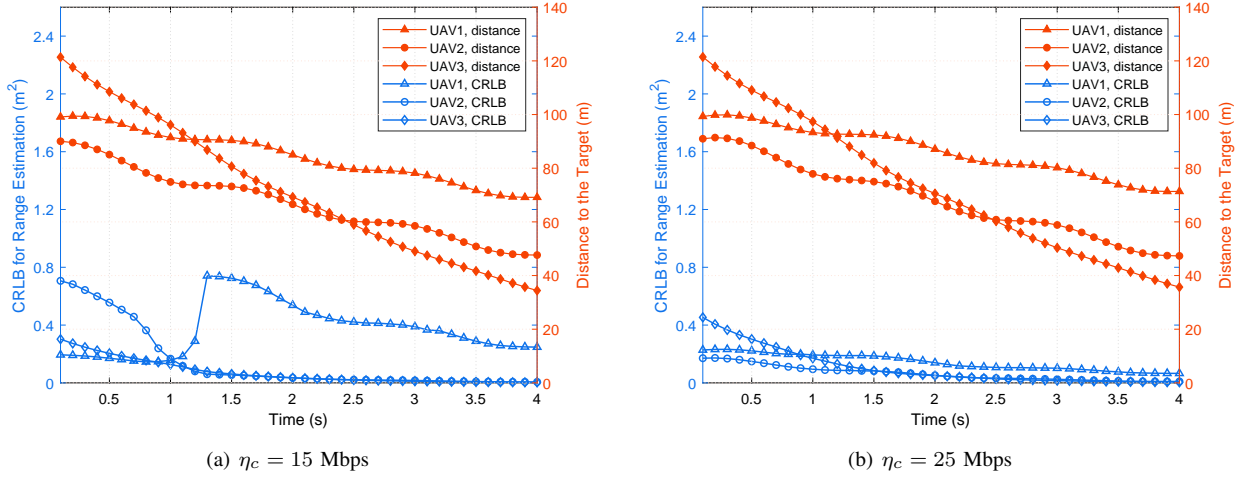 CRLB for Range Estimation (m²)
2.4
2
1.6
1.2
0.8
0.4
0
140
120
100
80
60
40
20
0
Distance to the Target (m)
UAV1, distance
UAV2, distance
UAV3, distance
UAV1, CRLB
UAV2, CRLB
UAV3, CRLB
0.5 1 1.5 2 2.5 3 3.5 4
Time (s)
(a) η_c = 15 Mbps
CRLB for Range Estimation (m²)
2.4
2
1.6
1.2
0.8
0.4
0
140
120
100
80
60
40
20
0
Distance to the Target (m)
UAV1, distance
UAV2, distance
UAV3, distance
UAV1, CRLB
UAV2, CRLB
UAV3, CRLB
0.5 1 1.5 2 2.5 3 3.5 4
Time (s)
(b) η_c = 25 Mbps